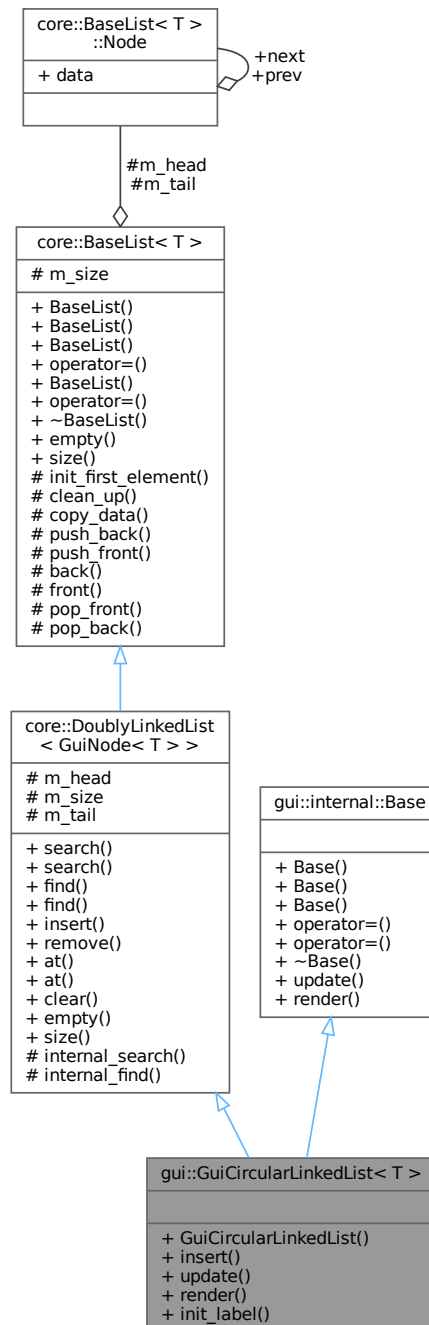 core::BaseList< T >
::Node
+ data
+next
+prev
#m_head
#m_tail
core::BaseList< T >
# m_size
+ BaseList()
+ BaseList()
+ BaseList()
+ operator=()
+ BaseList()
+ operator=()
+ ~BaseList()
+ empty()
+ size()
# init_first_element()
# clean_up()
# copy_data()
# push_back()
# push_front()
# back()
# front()
# pop_front()
# pop_back()
core::DoublyLinkedList
< GuiNode< T > >
# m_head
# m_size
# m_tail
+ search()
+ search()
+ find()
+ find()
+ insert()
+ remove()
+ at()
+ at()
+ clear()
+ empty()
+ size()
# internal_search()
# internal_find()
gui::internal::Base
+ Base()
+ Base()
+ Base()
+ operator=()
+ operator=()
+ ~Base()
+ update()
+ render()
gui::GuiCircularLinkedList< T >
+ GuiCircularLinkedList()
+ insert()
+ update()
+ render()
+ init_label()